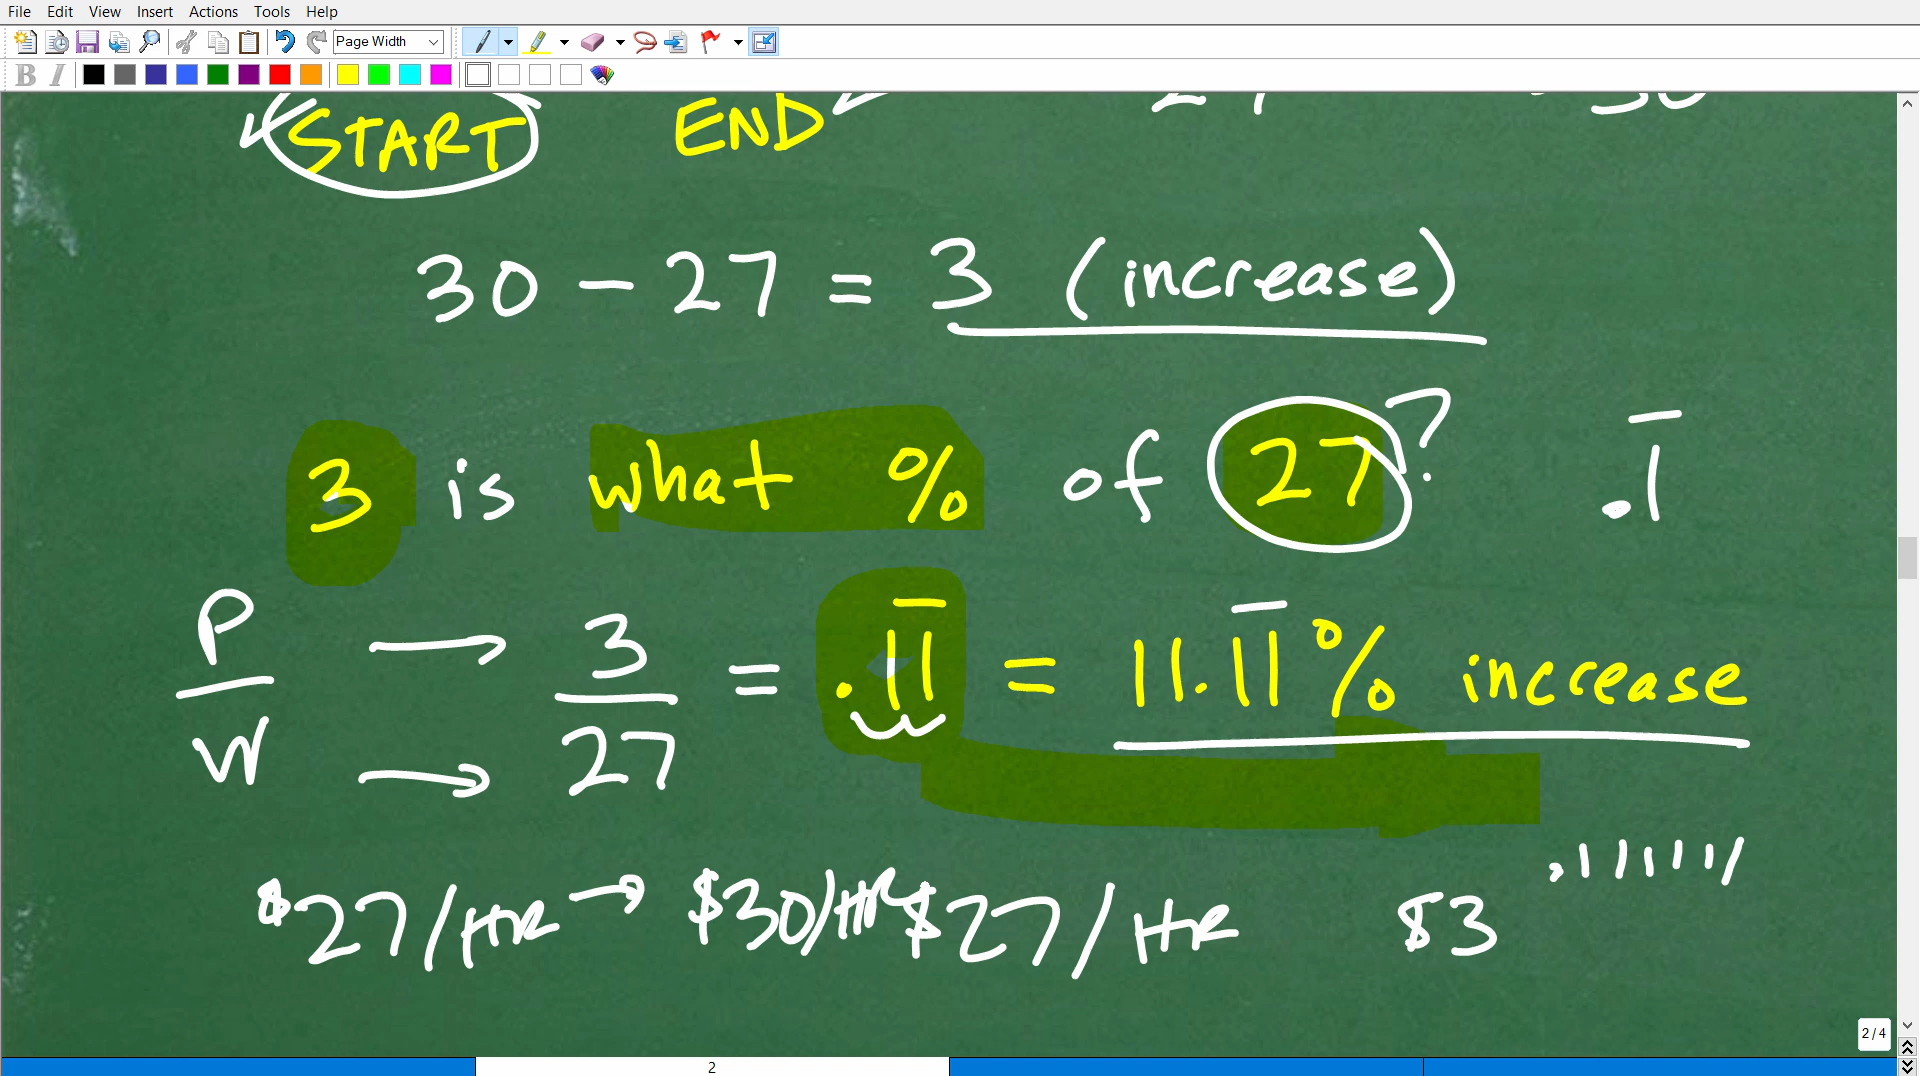 File Edit View Insert Actions Tools Help
Page Width
B I
START END
30 - 27 = 3 (increase)
3 is what % of 27? .1̅
P/W → 3/27 = .11̅ = 11.11̅% increase
.111111
$27/HR → $30/HR $27/HR $3
2 / 4
2